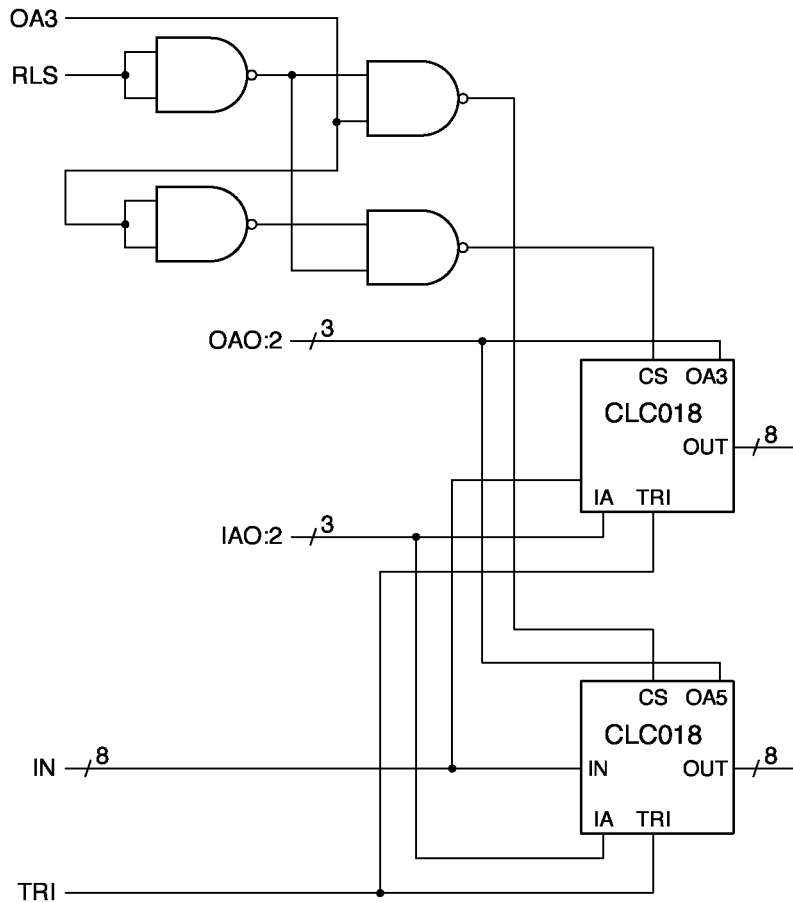 OA3
RLS
OAO:2
3
CS OA3
CLC018
OUT
8
IA TRI
IAO:2
3
CS OA5
CLC018
IN
8
IN OUT
8
IA TRI
TRI